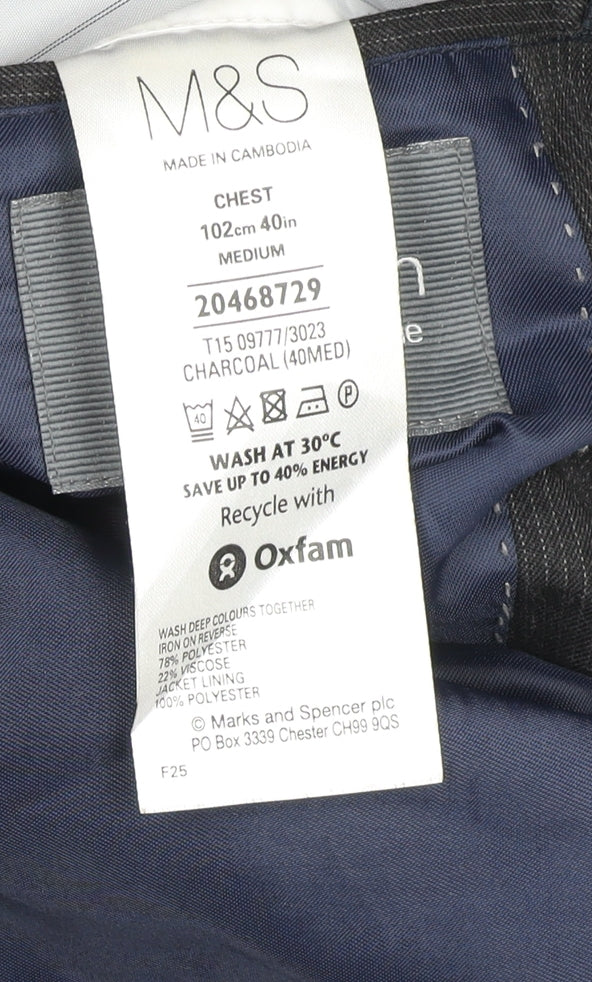 M&S
MADE IN CAMBODIA
CHEST
102cm 40in
MEDIUM
20468729
T15 09777/3023
CHARCOAL (40MED)
40
P
WASH AT 30°C
SAVE UP TO 40% ENERGY
Recycle with
Oxfam
WASH DEEP COLOURS TOGETHER
IRON ON REVERSE
78% POLYESTER
22% VISCOSE
JACKET LINING
100% POLYESTER
© Marks and Spencer plc
PO Box 3339 Chester CH99 9QS
F25